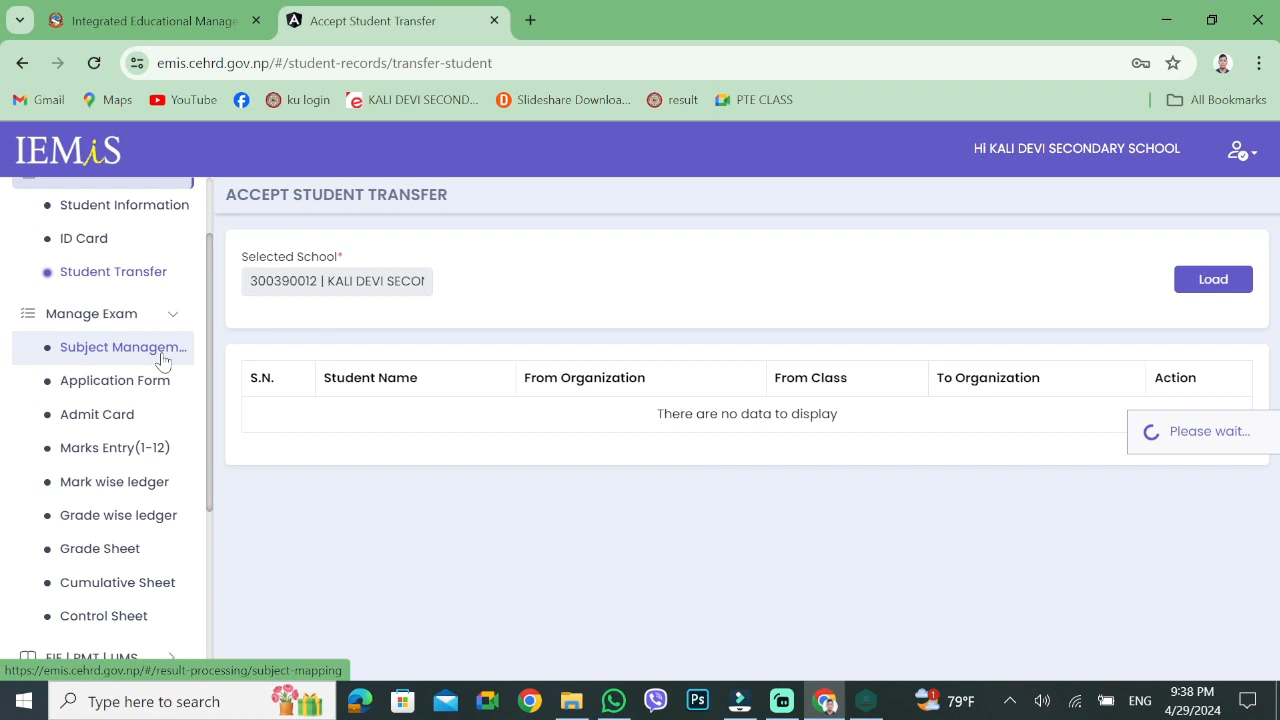 Integrated Educational Manage
Accept Student Transfer
emis.cehrd.gov.np/#/student-records/transfer-student
Gmail
Maps
YouTube
ku login
KALI DEVI SECOND...
Slideshare Downloa...
result
PTE CLASS
All Bookmarks
IEMiS
Hi KALI DEVI SECONDARY SCHOOL
Student Information
ID Card
Student Transfer
Manage Exam
Subject Managem...
Application Form
Admit Card
Marks Entry(1-12)
Mark wise ledger
Grade wise ledger
Grade Sheet
Cumulative Sheet
Control Sheet
ACCEPT STUDENT TRANSFER
Selected School*
300390012 | KALI DEVI SECON
Load
S.N. Student Name From Organization From Class To Organization Action
There are no data to display
Please wait...
https://emis.cehrd.gov.np/#/result-processing/subject-mapping
Type here to search
Ps
1
79°F
ENG
9:38 PM
4/29/2024